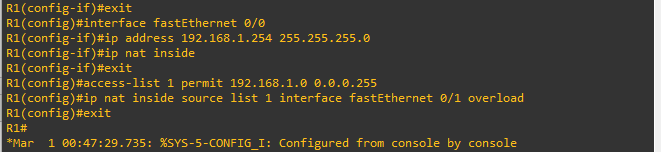 R1(config-if)#exit
R1(config)#interface fastEthernet 0/0
R1(config-if)#ip address 192.168.1.254 255.255.255.0
R1(config-if)#ip nat inside
R1(config-if)#exit
R1(config)#access-list 1 permit 192.168.1.0 0.0.0.255
R1(config)#ip nat inside source list 1 interface fastEthernet 0/1 overload
R1(config)#exit
R1#
*Mar  1 00:47:29.735: %SYS-5-CONFIG_I: Configured from console by console